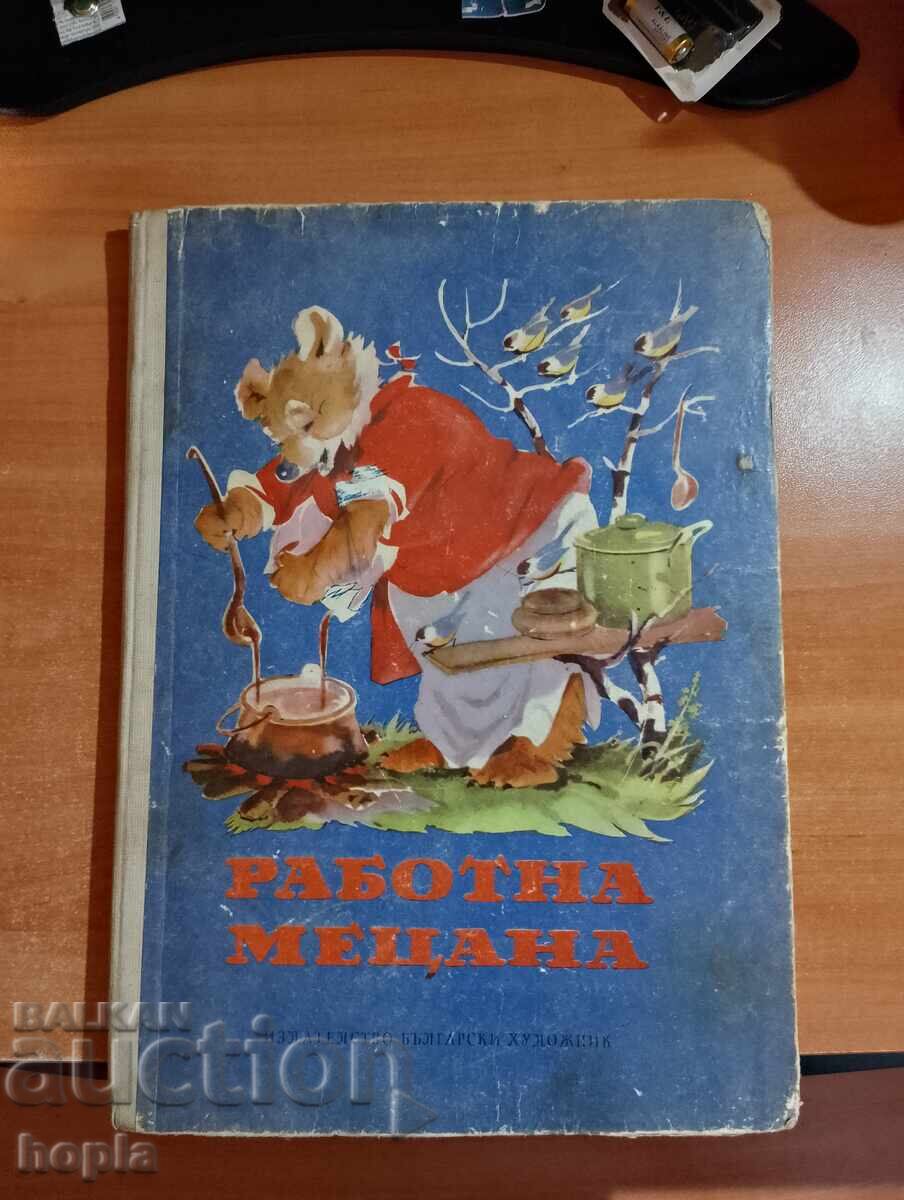 РАБОТНА
МЕЦАНА
ИЗДАТЕЛСТВО БЪЛГАРСКИ ХУДОЖНИК
BALKAN
auction
hopla